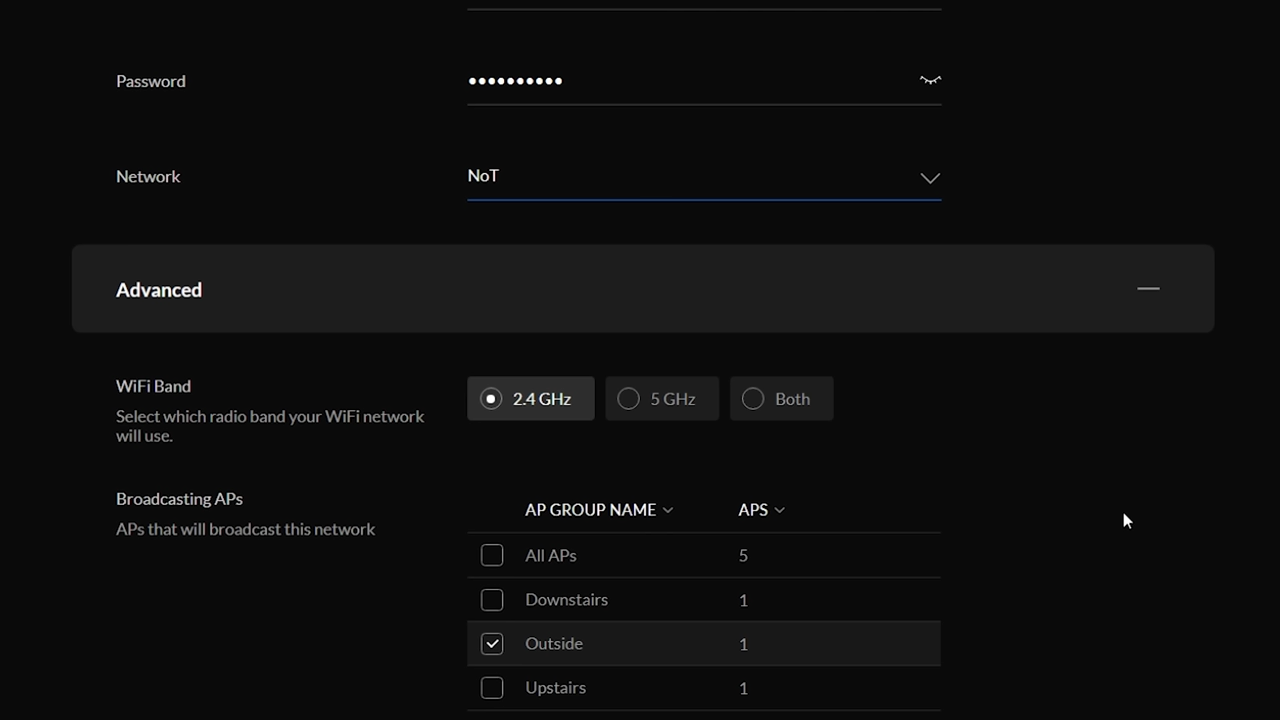 Password
••••••••••
Network
NoT
Advanced
WiFi Band
Select which radio band your WiFi network
will use.
2.4 GHz
5 GHz
Both
Broadcasting APs
APs that will broadcast this network
AP GROUP NAME APS
All APs 5
Downstairs 1
Outside 1
Upstairs 1